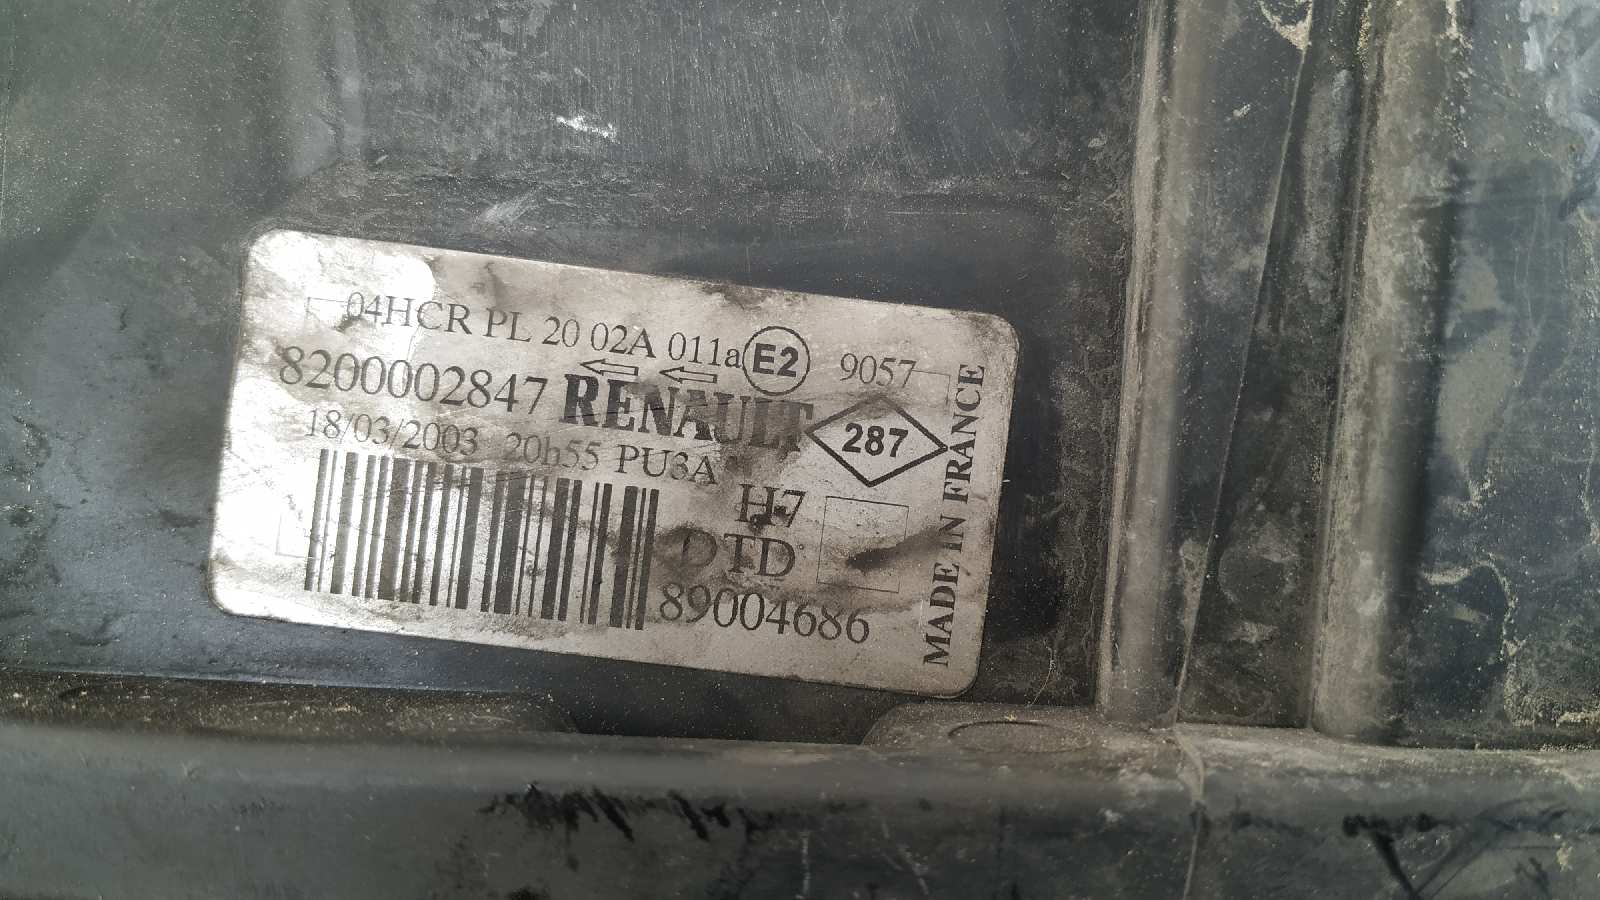 04HCR PL 20 02A 011a E2 9057
8200002847 RENAULT 287
18/03/2003 20h55 PU3A
H7
DTD
89004686
MADE IN FRANCE